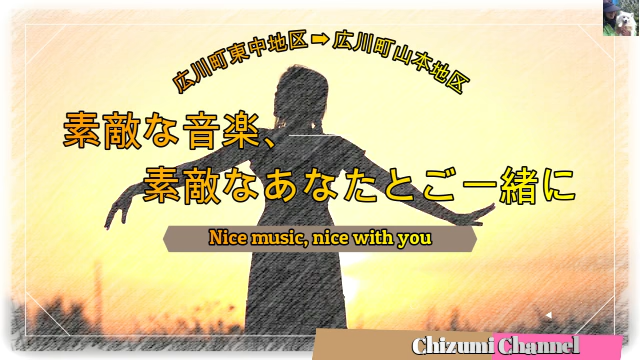 広川町東中地区➡広川町山本地区
素敵な音楽、
素敵なあなたとご一緒に
Nice music, nice with you
Chizumi Channel